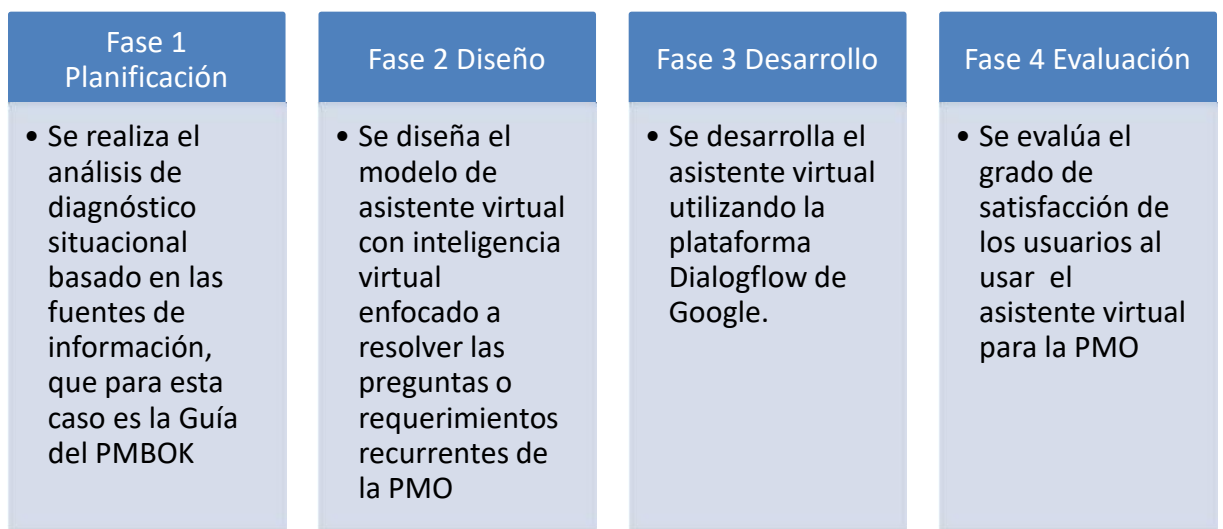 Fase 1
Planificación
• Se realiza el
análisis de
diagnóstico
situacional
basado en las
fuentes de
información,
que para esta
caso es la Guía
del PMBOK
Fase 2 Diseño
• Se diseña el
modelo de
asistente virtual
con inteligencia
virtual
enfocado a
resolver las
preguntas o
requerimientos
recurrentes de
la PMO
Fase 3 Desarrollo
• Se desarrolla el
asistente virtual
utilizando la
plataforma
Dialogflow de
Google.
Fase 4 Evaluación
• Se evalúa el
grado de
satisfacción de
los usuarios al
usar el
asistente virtual
para la PMO